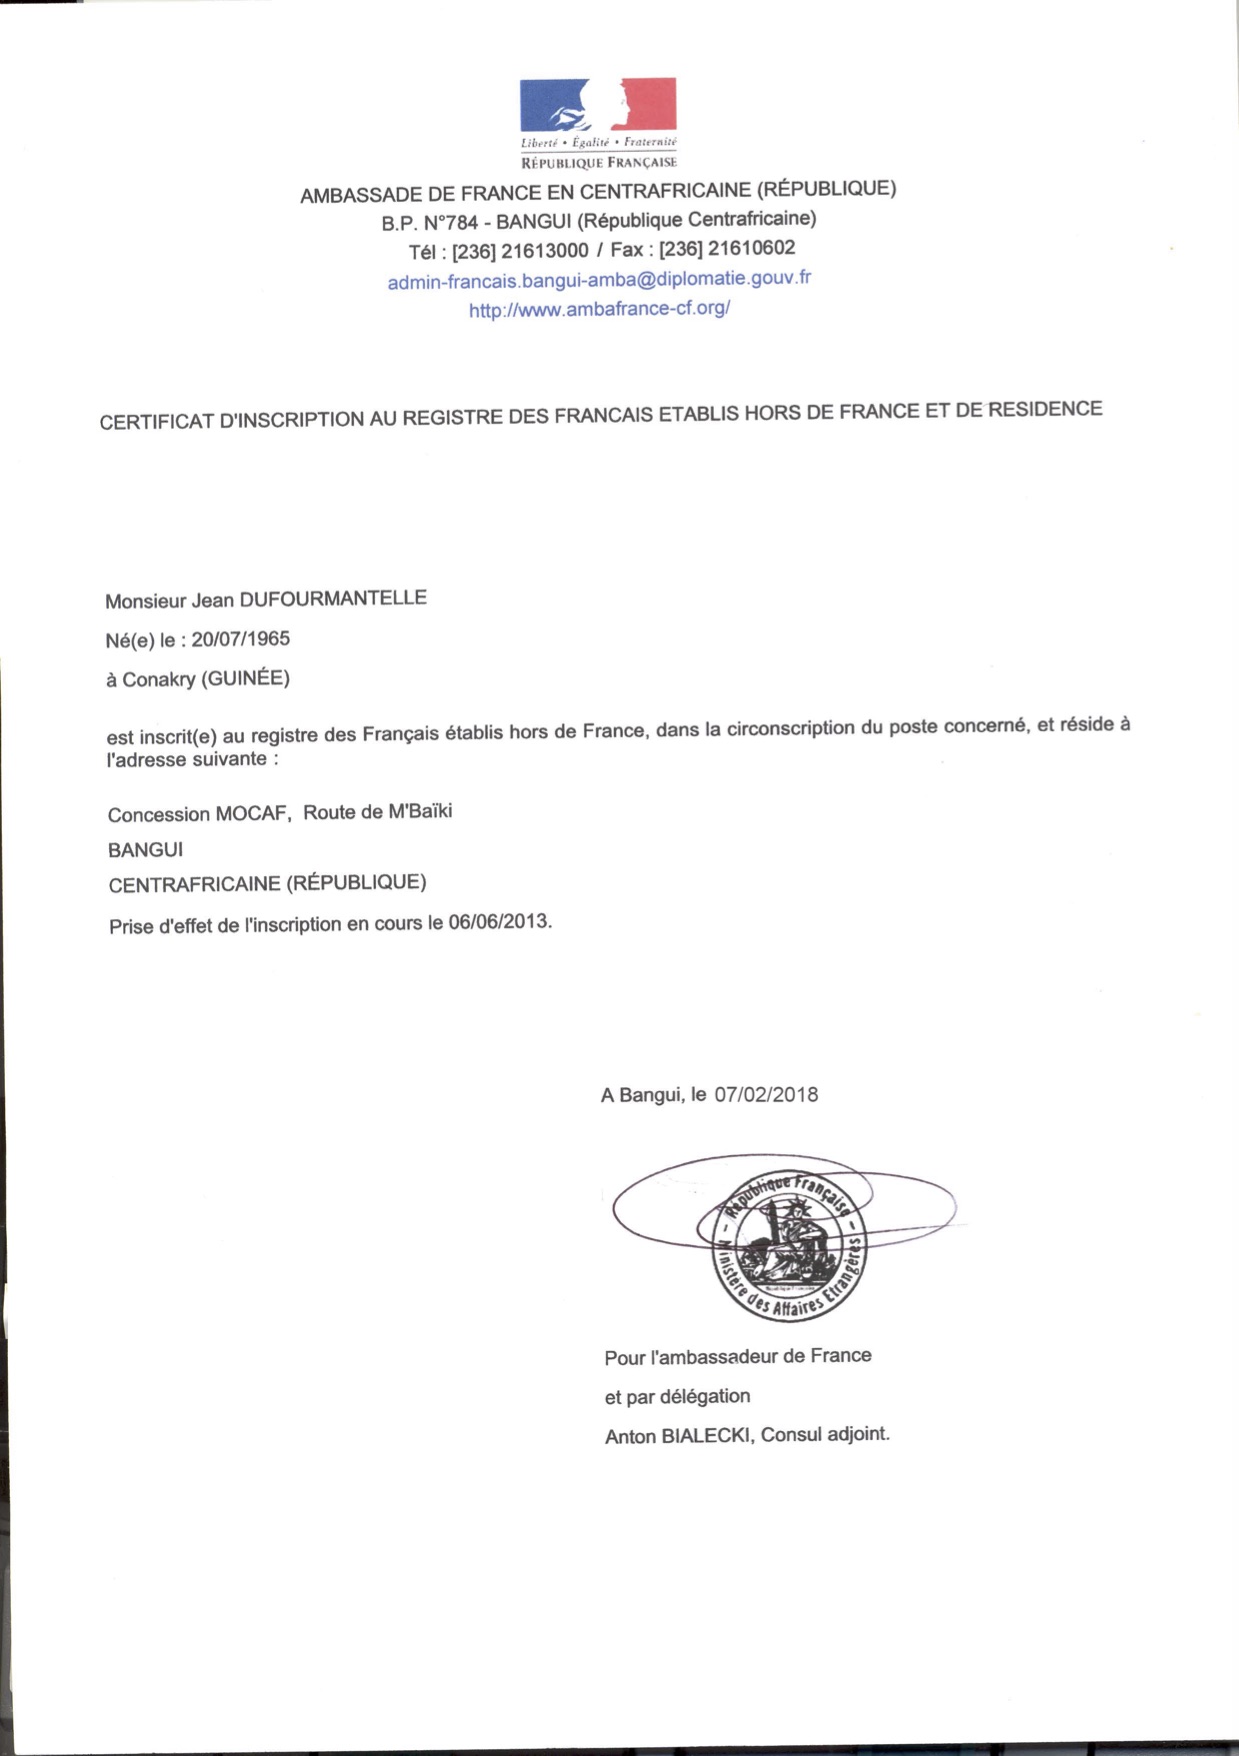 Liberté • Égalité • Fraternité
RÉPUBLIQUE FRANÇAISE
AMBASSADE DE FRANCE EN CENTRAFRICAINE (RÉPUBLIQUE)
B.P. N°784 - BANGUI (République Centrafricaine)
Tél : [236] 21613000 / Fax : [236] 21610602
admin-francais.bangui-amba@diplomatie.gouv.fr
http://www.ambafrance-cf.org/
CERTIFICAT D'INSCRIPTION AU REGISTRE DES FRANCAIS ETABLIS HORS DE FRANCE ET DE RESIDENCE
Monsieur Jean DUFOURMANTELLE
Né(e) le : 20/07/1965
à Conakry (GUINÉE)
est inscrit(e) au registre des Français établis hors de France, dans la circonscription du poste concerné, et réside à
l'adresse suivante :
Concession MOCAF, Route de M'Baïki
BANGUI
CENTRAFRICAINE (RÉPUBLIQUE)
Prise d'effet de l'inscription en cours le 06/06/2013.
A Bangui, le 07/02/2018
République Française
Ministère des Affaires Etrangères
Pour l'ambassadeur de France
et par délégation
Anton BIALECKI, Consul adjoint.